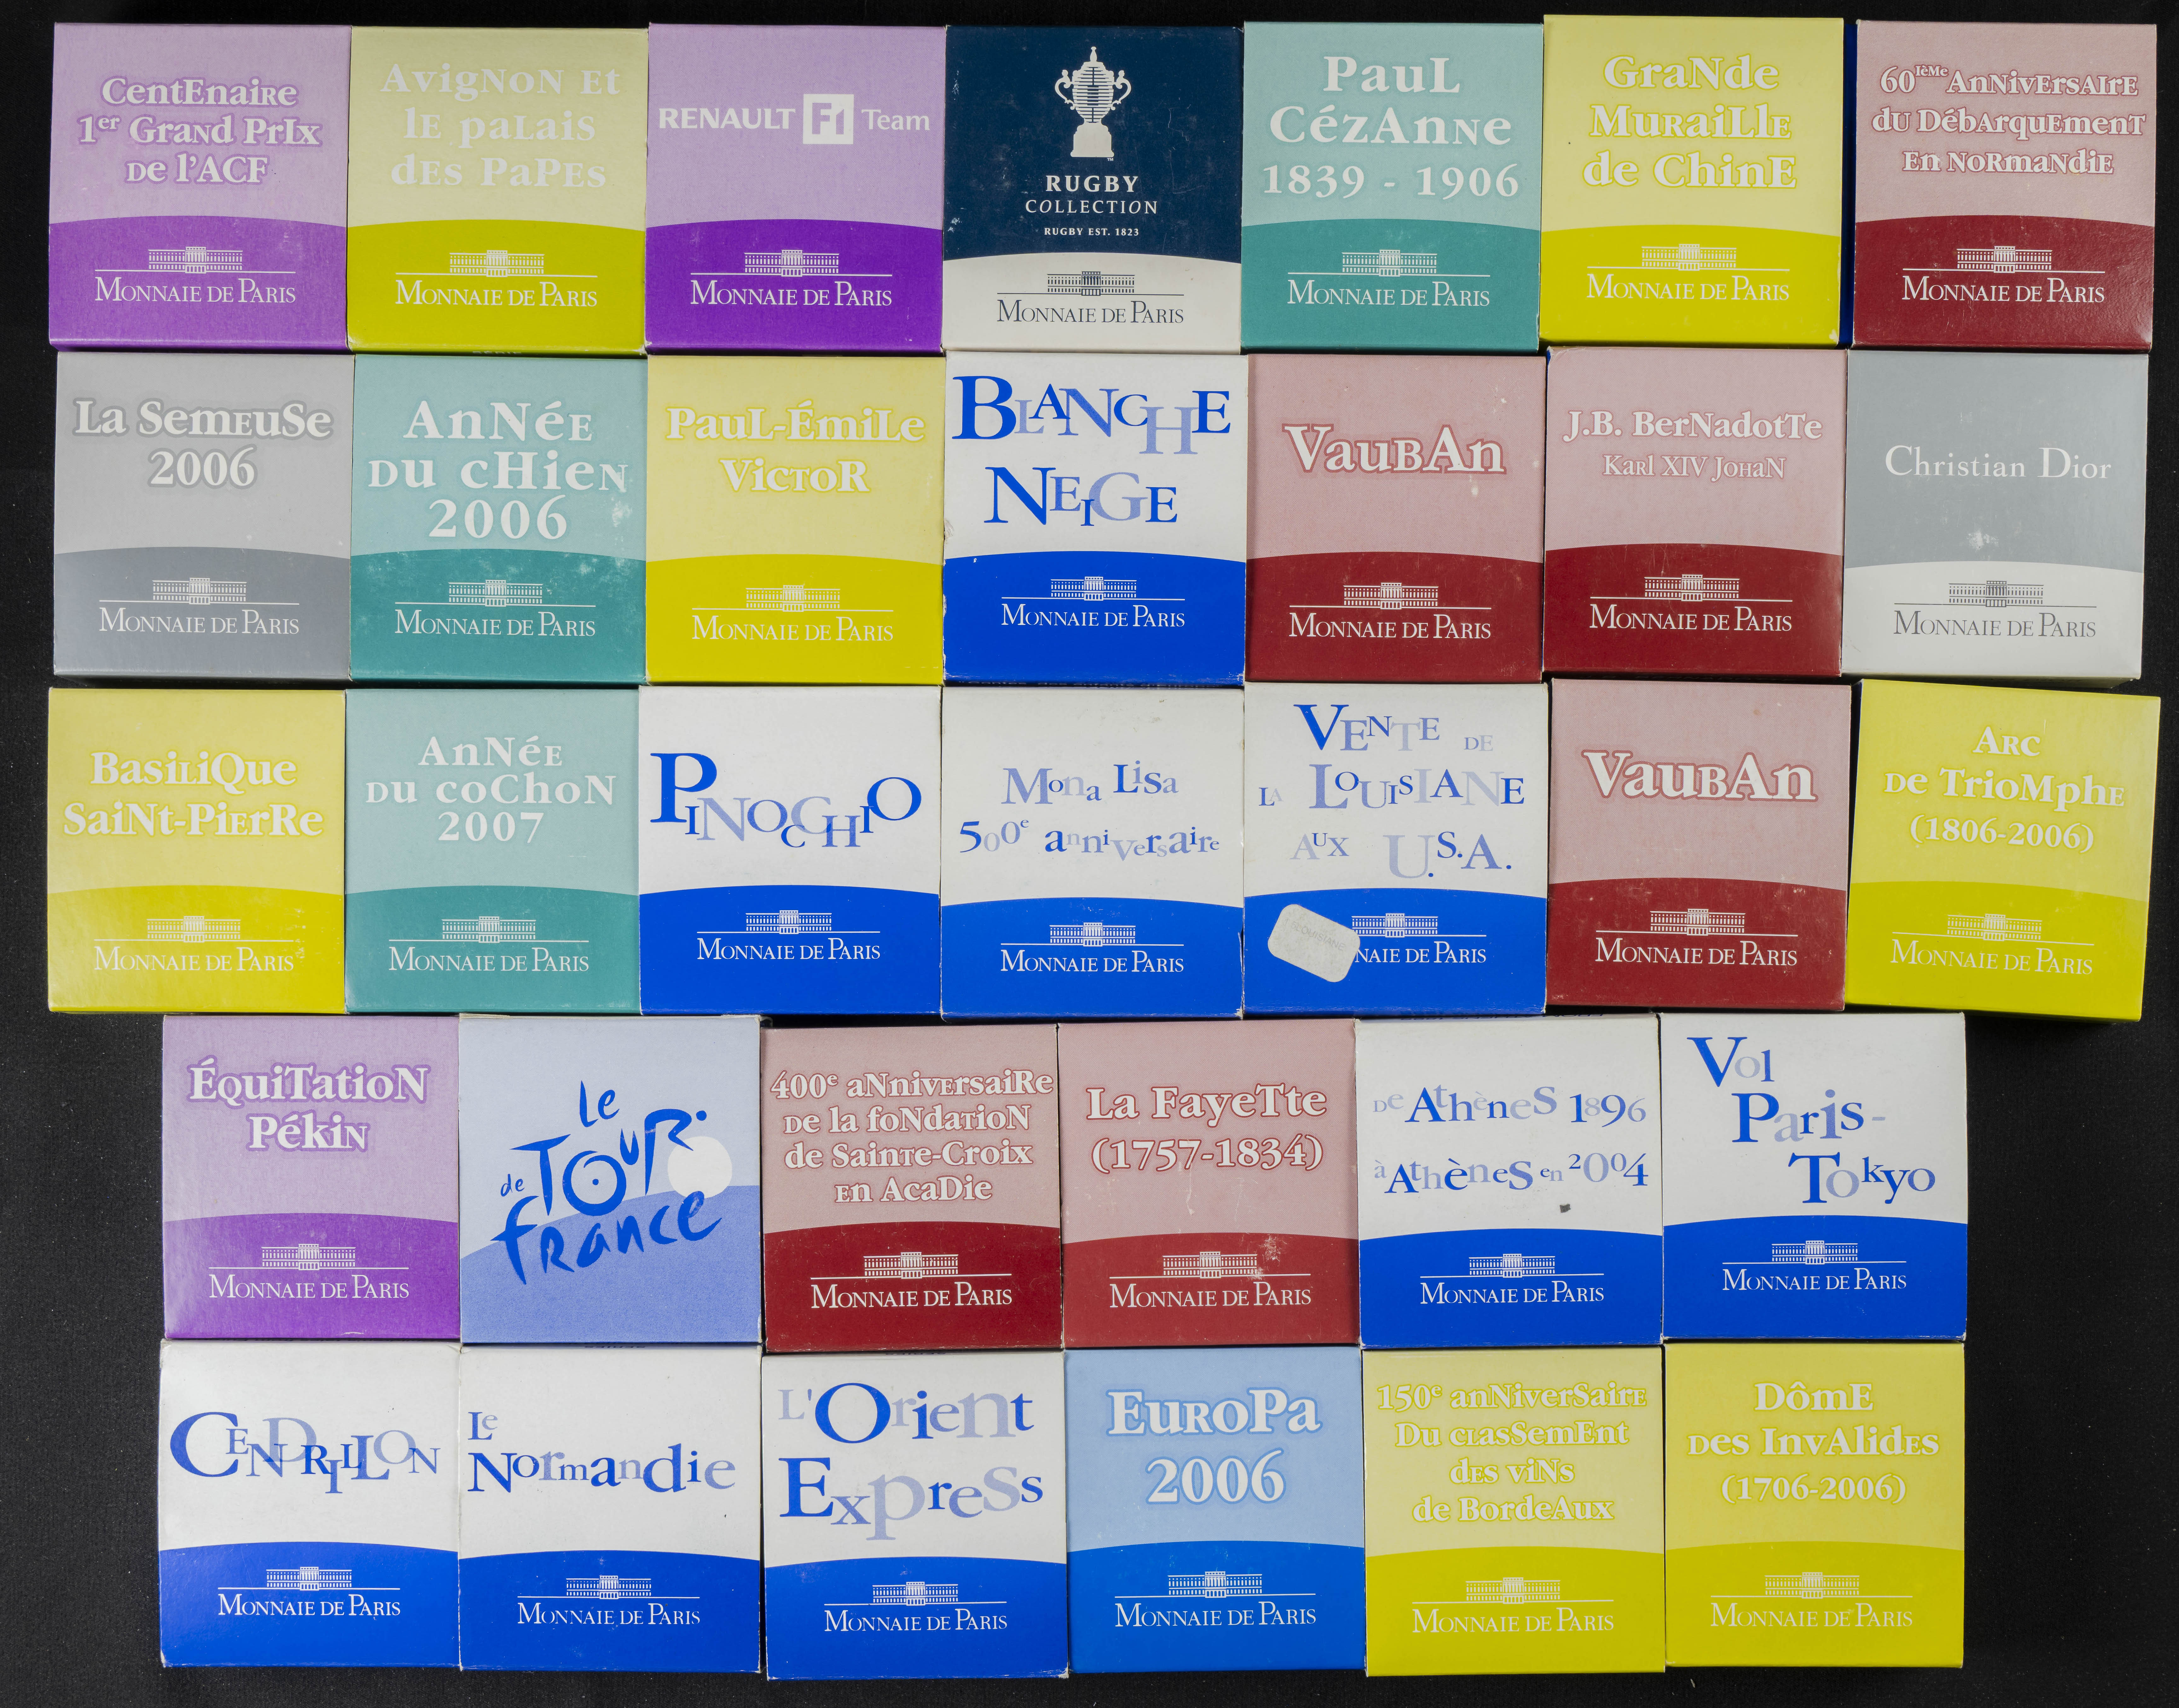 CentEnaiRe
1er GraNd PrIx
De l'ACF
MONNAIE DE PARIS
AvigNoN Et
lE paLaiS
dEs PaPEs
MONNAIE DE PARIS
RENAULT F1 Team
MONNAIE DE PARIS
RUGBY
COLLECTION
RUGBY EST. 1823
MONNAIE DE PARIS
PauL
CézAnNe
1839 - 1906
MONNAIE DE PARIS
GraNde
MuRaiLlE
de ChinE
MONNAIE DE PARIS
60IèMe AnNivErsAIrE
dU DébArquEmenT
En NoRmaNdiE
MONNAIE DE PARIS
La SemEuSe
2006
MONNAIE DE PARIS
AnNéE
Du cHieN
2006
MONNAIE DE PARIS
PauL-ÉmiLe
VicToR
MONNAIE DE PARIS
BLANCHE
NEIGE
MONNAIE DE PARIS
VauBAn
MONNAIE DE PARIS
J.B. BerNadotTe
Karl XIV JoHaN
MONNAIE DE PARIS
Christian Dior
MONNAIE DE PARIS
BasiLiQue
SaiNt-PiErRe
MONNAIE DE PARIS
AnNéE
Du coChoN
2007
MONNAIE DE PARIS
PINOCCHIO
MONNAIE DE PARIS
Mona Lisa
500e anniversaire
MONNAIE DE PARIS
VENTE DE
LA LOUISIANE
AUX U.S.A.
NAIE DE PARIS
VauBAn
MONNAIE DE PARIS
ARc
De TrioMphE
(1806-2006)
MONNAIE DE PARIS
ÉquiTatioN
PékiN
MONNAIE DE PARIS
le
de TOUR
france
400e aNniVErsaiRe
De la foNdaTioN
de SainTe-Croix
En AcaDie
MONNAIE DE PARIS
La FayeTte
(1757-1834)
MONNAIE DE PARIS
De AthèneS 1896
à AthèneS en 2004
MONNAIE DE PARIS
Vol
Paris-
Tokyo
MONNAIE DE PARIS
CENDRILLON
MONNAIE DE PARIS
Le
Normandie
MONNAIE DE PARIS
L'Orient
ExpreSs
MONNAIE DE PARIS
EuRoPa
2006
MONNAIE DE PARIS
150e anNiverSairE
Du cLasSemEnt
dEs viNs
de BordeAux
MONNAIE DE PARIS
DômE
Des InvAlidEs
(1706-2006)
MONNAIE DE PARIS